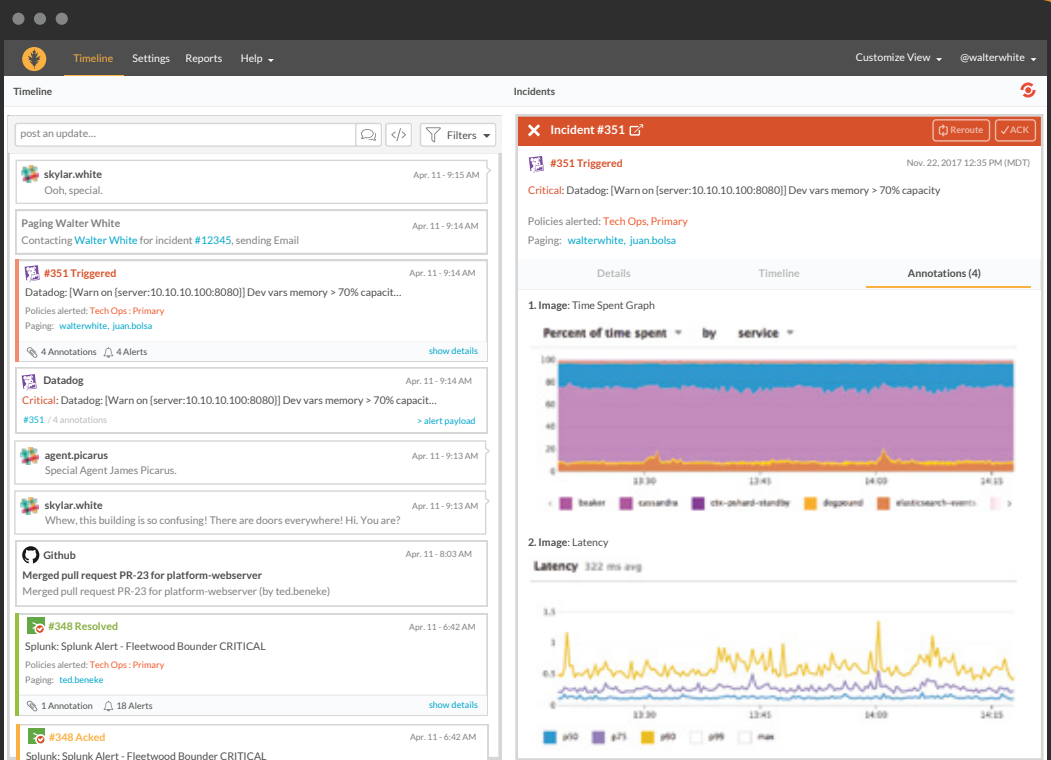 Timeline Settings Reports Help
Customize View @walterwhite
Timeline
Incidents
post an update...
</>
Filters
skylar.white Apr. 11 - 9:15 AM
Ooh, special.
Paging Walter White Apr. 11 - 9:14 AM
Contacting Walter White for incident #12345, sending Email
#351 Triggered Apr. 11 - 9:14 AM
Datadog: [Warn on {server:10.10.10.100:8080}] Dev vars memory > 70% capacit...
Policies alerted: Tech Ops : Primary
Paging: walterwhite, juan.bolsa
4 Annotations 4 Alerts show details
Datadog Apr. 11 - 9:14 AM
Critical: Datadog: [Warn on {server:10.10.10.100:8080}] Dev vars memory > 70% capacit...
#351 / 4 annotations > alert payload
agent.picarus Apr. 11 - 9:13 AM
Special Agent James Picarus.
skylar.white Apr. 11 - 9:13 AM
Whew, this building is so confusing! There are doors everywhere! Hi. You are?
Github Apr. 11 - 8:03 AM
Merged pull request PR-23 for platform-webserver
Merged pull request PR-23 for platform-webserver (by ted.beneke)
#348 Resolved Apr. 11 - 6:42 AM
Splunk: Splunk Alert - Fleetwood Bounder CRITICAL
Policies alerted: Tech Ops : Primary
Paging: ted.beneke
1 Annotation 18 Alerts show details
#348 Acked Apr. 11 - 6:42 AM
Splunk: Splunk Alert - Fleetwood Bounder CRITICAL
Incident #351 Reroute ACK
#351 Triggered Nov. 22, 2017 12:35 PM (MDT)
Critical: Datadog: [Warn on {server:10.10.10.100:8080}] Dev vars memory > 70% capacity
Policies alerted: Tech Ops, Primary
Paging: walterwhite, juan.bolsa
Details Timeline Annotations (4)
1. Image: Time Spent Graph
Percent of time spent by service
100
80
60
40
20
0
13:30 13:45 14:00 14:15
beaker cassandra ctx-pshard-standby dogpound elasticsearch-events
2. Image: Latency
Latency 322 ms avg
1.5
1
0.5
0
13:30 13:45 14:00 14:15
p50 p75 p90 p99 max